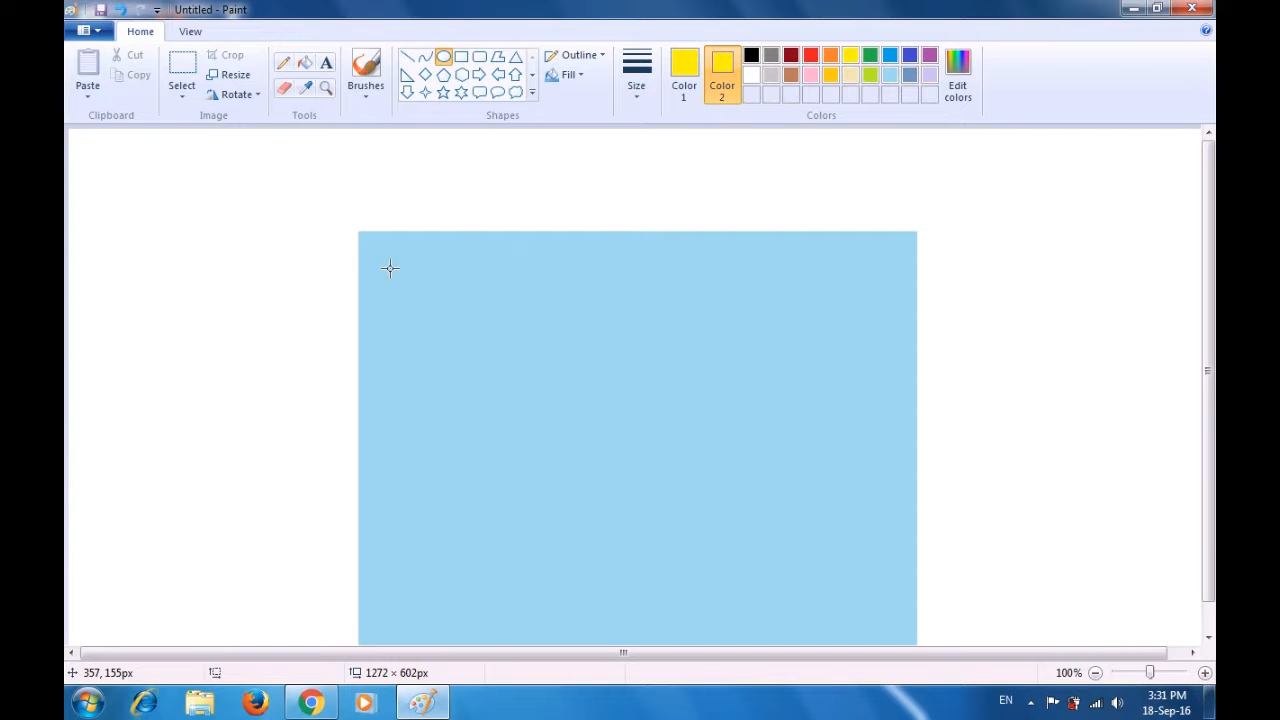 Untitled - Paint
Home View
Paste
Cut
Copy
Clipboard
Select
Crop
Resize
Rotate
Image
A
Tools
Brushes
Shapes
Outline
Fill
Size
Color 1
Color 2
Colors
Edit colors
357, 155px
1272 × 602px
100%
EN
3:31 PM
18-Sep-16